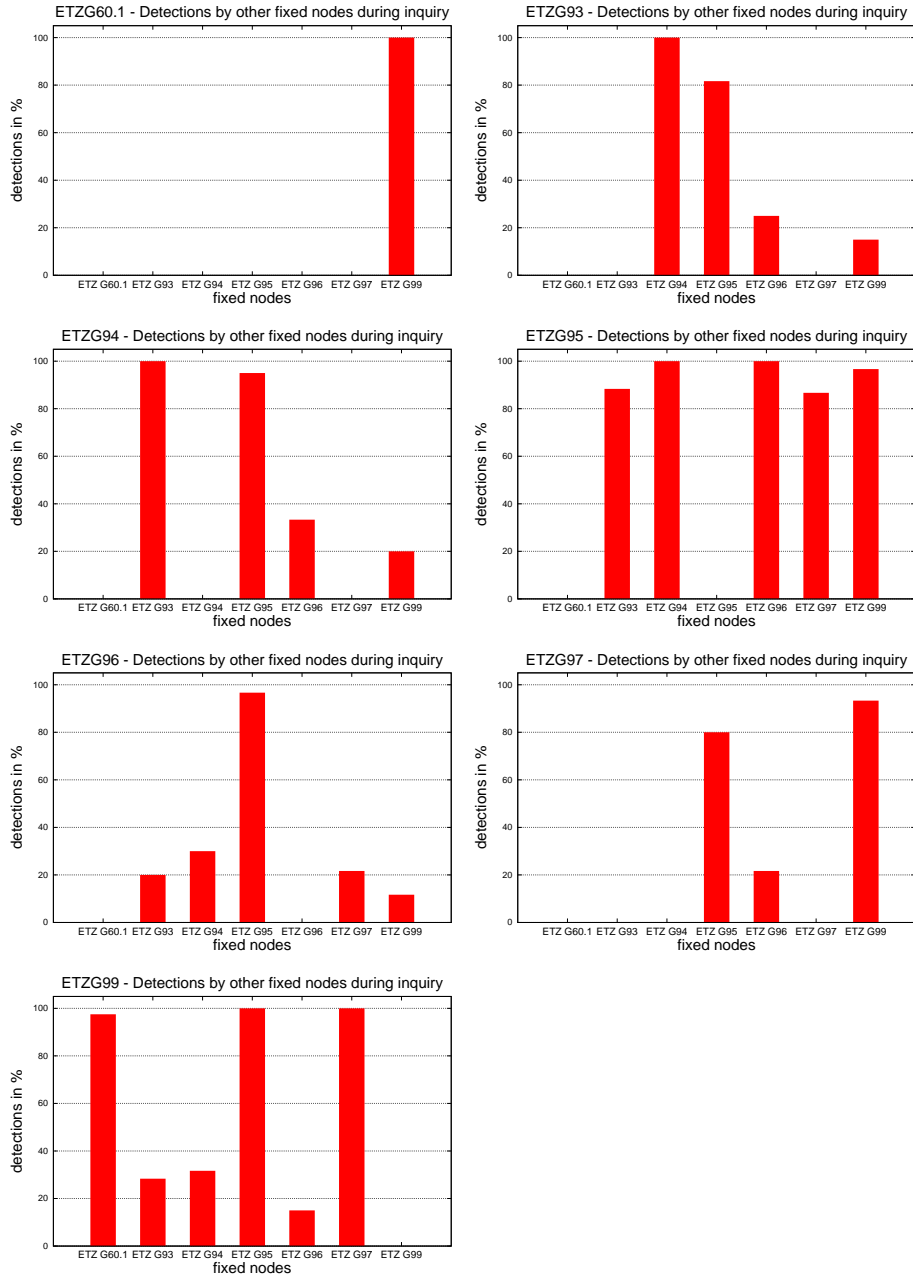 ETZG60.1 - Detections by other fixed nodes during inquiry
100
80
60
40
20
0
detections in %
ETZ G60.1 ETZ G93 ETZ G94 ETZ G95 ETZ G96 ETZ G97 ETZ G99
fixed nodes
ETZG93 - Detections by other fixed nodes during inquiry
100
80
60
40
20
0
detections in %
ETZ G60.1 ETZ G93 ETZ G94 ETZ G95 ETZ G96 ETZ G97 ETZ G99
fixed nodes
ETZG94 - Detections by other fixed nodes during inquiry
100
80
60
40
20
0
detections in %
ETZ G60.1 ETZ G93 ETZ G94 ETZ G95 ETZ G96 ETZ G97 ETZ G99
fixed nodes
ETZG95 - Detections by other fixed nodes during inquiry
100
80
60
40
20
0
detections in %
ETZ G60.1 ETZ G93 ETZ G94 ETZ G95 ETZ G96 ETZ G97 ETZ G99
fixed nodes
ETZG96 - Detections by other fixed nodes during inquiry
100
80
60
40
20
0
detections in %
ETZ G60.1 ETZ G93 ETZ G94 ETZ G95 ETZ G96 ETZ G97 ETZ G99
fixed nodes
ETZG97 - Detections by other fixed nodes during inquiry
100
80
60
40
20
0
detections in %
ETZ G60.1 ETZ G93 ETZ G94 ETZ G95 ETZ G96 ETZ G97 ETZ G99
fixed nodes
ETZG99 - Detections by other fixed nodes during inquiry
100
80
60
40
20
0
detections in %
ETZ G60.1 ETZ G93 ETZ G94 ETZ G95 ETZ G96 ETZ G97 ETZ G99
fixed nodes